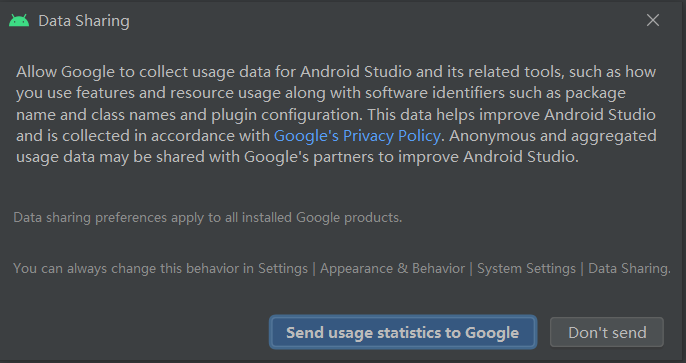 Data Sharing
Allow Google to collect usage data for Android Studio and its related tools, such as how
you use features and resource usage along with software identifiers such as package
name and class names and plugin configuration. This data helps improve Android Studio
and is collected in accordance with Google's Privacy Policy. Anonymous and aggregated
usage data may be shared with Google's partners to improve Android Studio.
Data sharing preferences apply to all installed Google products.
You can always change this behavior in Settings | Appearance & Behavior | System Settings | Data Sharing.
Send usage statistics to Google
Don't send